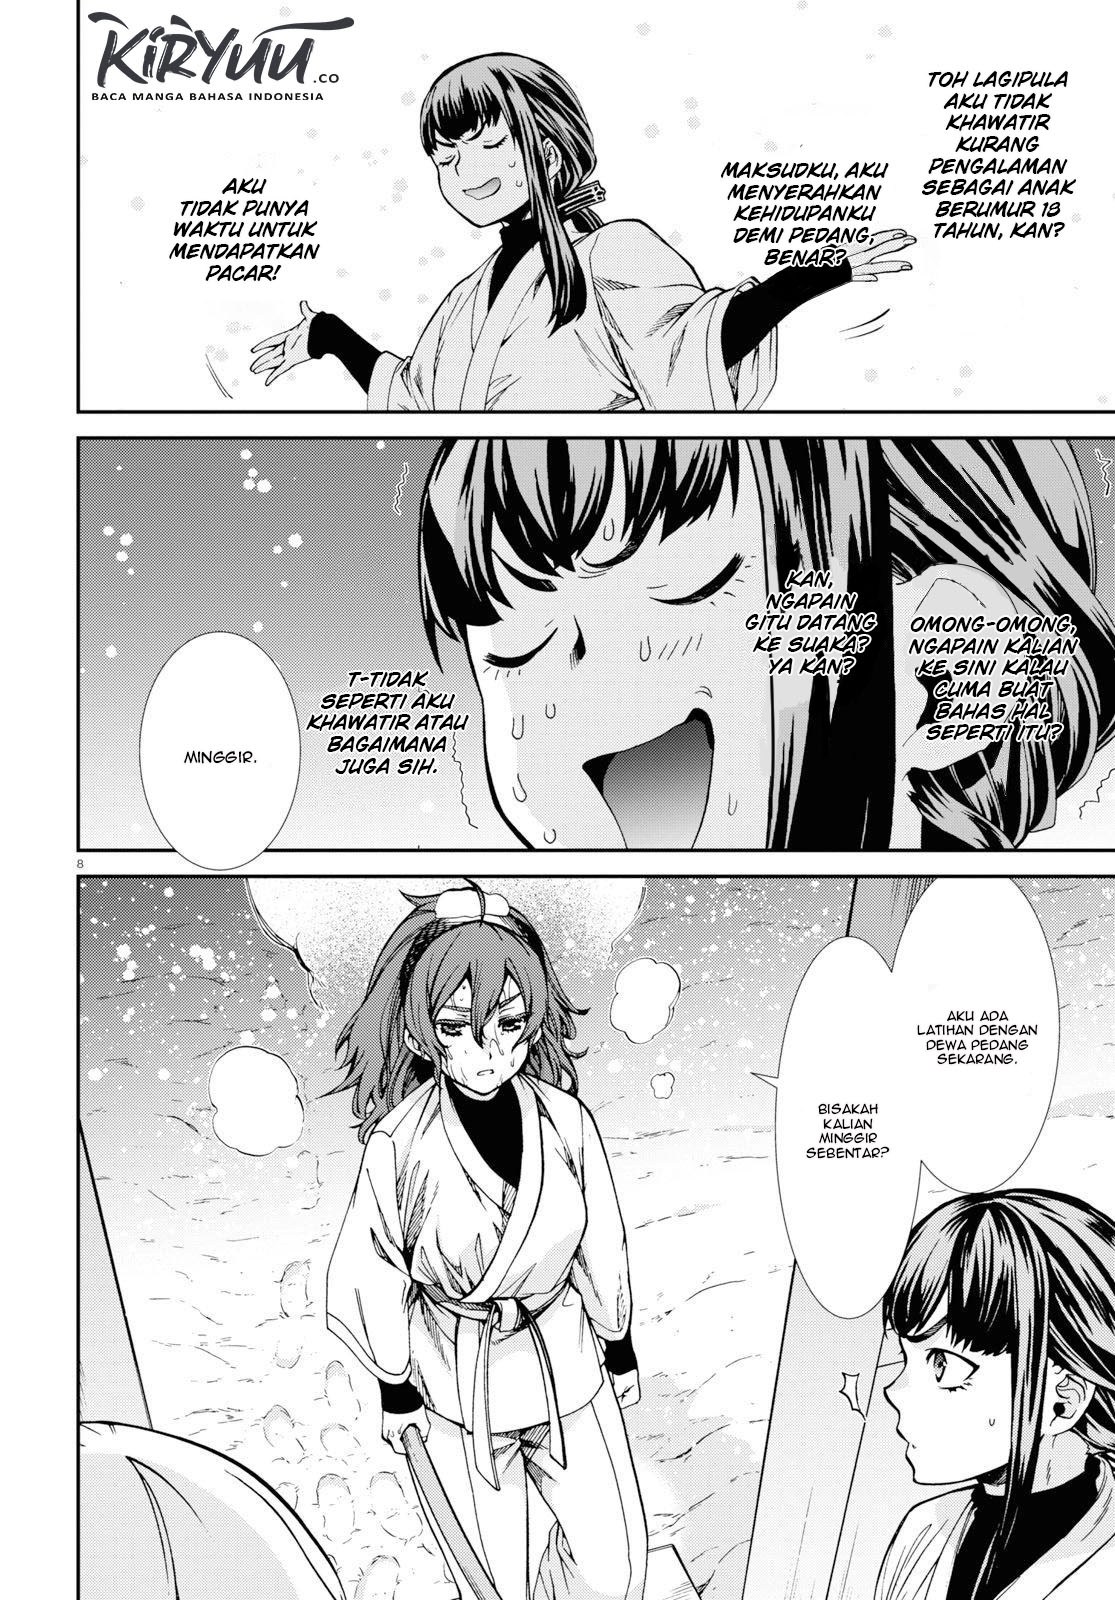 KIRYUU.CO
BACA MANGA BAHASA INDONESIA
TOH LAGIPULA
AKU TIDAK
KHAWATIR
KURANG
PENGALAMAN
SEBAGAI ANAK
BERUMUR 18
TAHUN, KAN?
MAKSUDKU, AKU
MENYERAHKAN
KEHIDUPANKU
DEMI PEDANG,
BENAR?
AKU
TIDAK PUNYA
WAKTU UNTUK
MENDAPATKAN
PACAR!
OMONG-OMONG,
NGAPAIN KALIAN
KE SINI KALAU
CUMA BUAT
BAHAS HAL
SEPERTI ITU?
KAN,
NGAPAIN
GITU DATANG
KE SUAKA?
YA KAN?
T-TIDAK
SEPERTI AKU
KHAWATIR ATAU
BAGAIMANA
JUGA SIH.
MINGGIR.
8
AKU ADA
LATIHAN DENGAN
DEWA PEDANG
SEKARANG.
BISAKAH
KALIAN
MINGGIR
SEBENTAR?